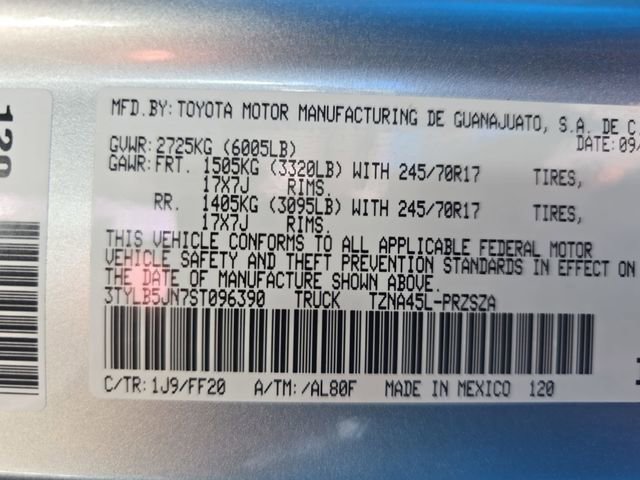 MFD.BY: TOYOTA MOTOR MANUFACTURING DE GUANAJUATO, S.A. DE C
GVWR: 2725KG (6005LB) DATE: 09/
GAWR: FRT. 1505KG (3320LB) WITH 245/70R17 TIRES,
17X7J RIMS.
RR. 1405KG (3095LB) WITH 245/70R17 TIRES,
17X7J RIMS.
THIS VEHICLE CONFORMS TO ALL APPLICABLE FEDERAL MOTOR
VEHICLE SAFETY AND THEFT PREVENTION STANDARDS IN EFFECT ON
THE DATE OF MANUFACTURE SHOWN ABOVE.
3TYLB5JN7ST096390 TRUCK TZNA45L-PRZSZA
C/TR: 1J9/FF20 A/TM: /AL80F MADE IN MEXICO 120
120